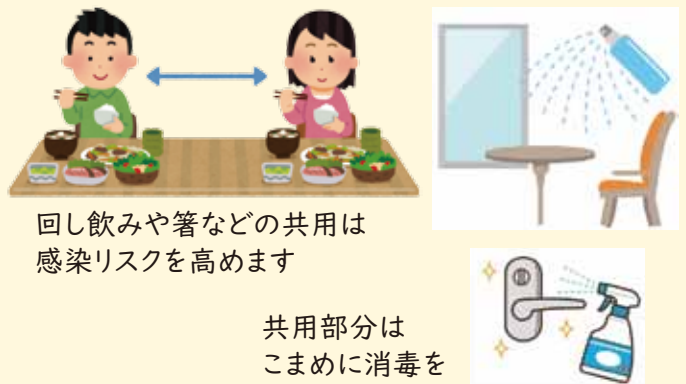 回し飲みや箸などの共用は
感染リスクを高めます
共用部分は
こまめに消毒を